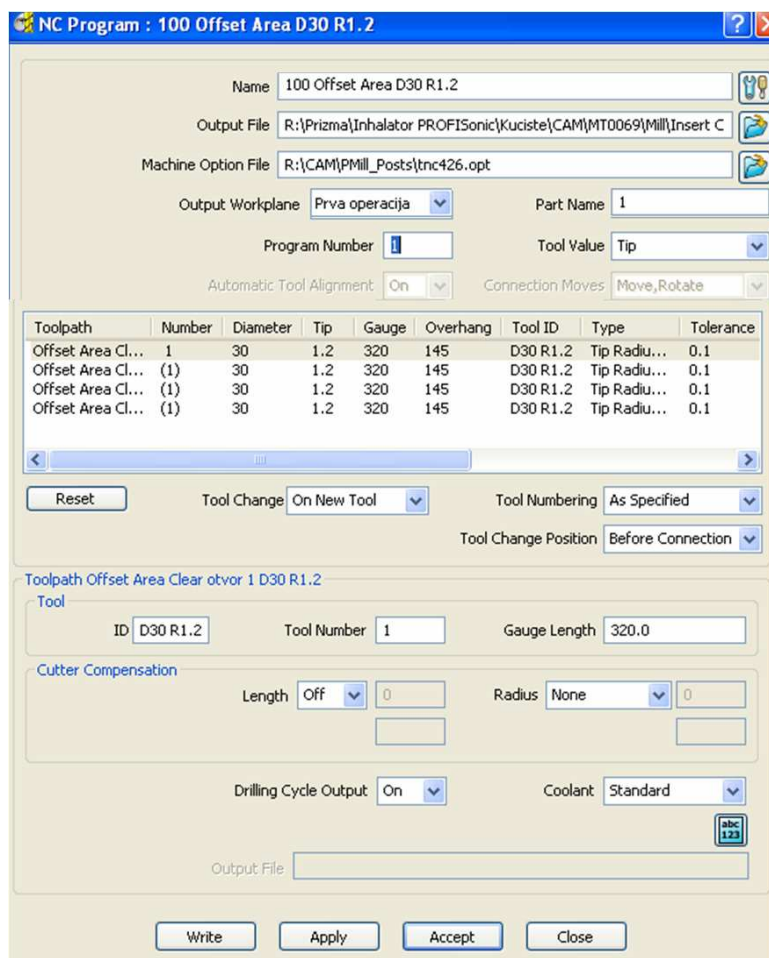 NC Program : 100 Offset Area D30 R1.2
Name 100 Offset Area D30 R1.2
Output File R:\Prizma\Inhalator PROFISonic\Kuciste\CAM\MT0069\Mill\Insert C
Machine Option File R:\CAM\PMill_Posts\tnc426.opt
Output Workplane Prva operacija Part Name 1
Program Number 1 Tool Value Tip
Automatic Tool Alignment On Connection Moves Move,Rotate
Toolpath Number Diameter Tip Gauge Overhang Tool ID Type Tolerance
Offset Area Cl... 1 30 1.2 320 145 D30 R1.2 Tip Radiu... 0.1
Offset Area Cl... (1) 30 1.2 320 145 D30 R1.2 Tip Radiu... 0.1
Offset Area Cl... (1) 30 1.2 320 145 D30 R1.2 Tip Radiu... 0.1
Offset Area Cl... (1) 30 1.2 320 145 D30 R1.2 Tip Radiu... 0.1
Reset Tool Change On New Tool Tool Numbering As Specified
Tool Change Position Before Connection
Toolpath Offset Area Clear otvor 1 D30 R1.2
Tool
ID D30 R1.2 Tool Number 1 Gauge Length 320.0
Cutter Compensation
Length Off 0 Radius None 0
Drilling Cycle Output On Coolant Standard
abc
123
Output File
Write Apply Accept Close